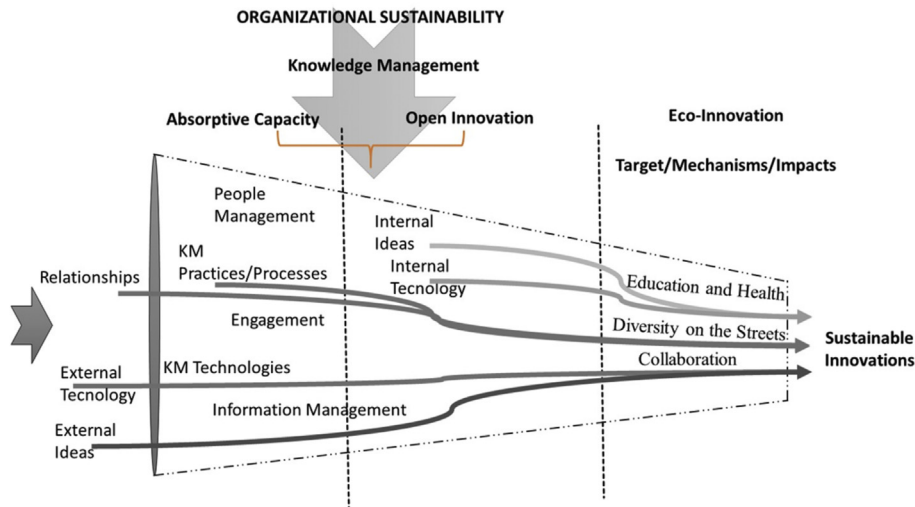 ORGANIZATIONAL SUSTAINABILITY
Knowledge Management
Absorptive Capacity
Open Innovation
Eco-Innovation
Target/Mechanisms/Impacts
People
Management
Internal
Ideas
KM
Practices/Processes
Internal
Tecnology
Relationships
Education and Health
Engagement
Diversity on the Streets
Sustainable
Innovations
Collaboration
KM Technologies
External
Tecnology
Information Management
External
Ideas